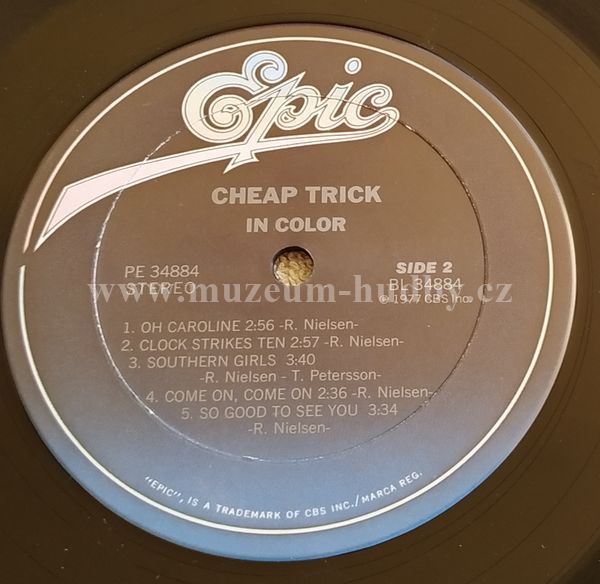 Epic
CHEAP TRICK
IN COLOR
PE 34884
STEREO
SIDE 2
BL 34884
℗ 1977 CBS Inc.
www.muzeum-hudby.cz
1. OH CAROLINE 2:56 -R. Nielsen-
2. CLOCK STRIKES TEN 2:57 -R. Nielsen-
3. SOUTHERN GIRLS 3:40
-R. Nielsen - T. Petersson-
4. COME ON, COME ON 2:36 -R. Nielsen-
5. SO GOOD TO SEE YOU 3:34
-R. Nielsen-
"EPIC", IS A TRADEMARK OF CBS INC./MARCA REG.